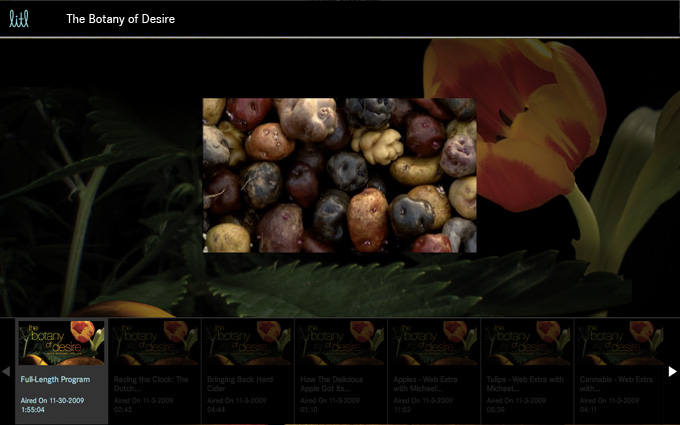 litl
The Botany of Desire
the
botany
of
desire
the
botany
of
desire
the
botany
of
desire
the
botany
of
desire
the
botany
of
desire
the
botany
of
desire
the
botany
of
desire
Full-Length Program
Aired On 11-30-2009
1:55:04
Racing the Clock: The
Dutch...
Aired On 11-3-2009
02:42
Bringing Back Hard
Cider
Aired On 11-3-2009
04:44
How The Delicious
Apple Got Its...
Aired On 11-3-2009
01:10
Apples - Web Extra
with Michael...
Aired On 11-3-2009
11:52
Tulips - Web Extra with
Michael...
Aired On 11-3-2009
05:39
Cannabis - Web Extra
with...
Aired On 11-3-2009
04:11